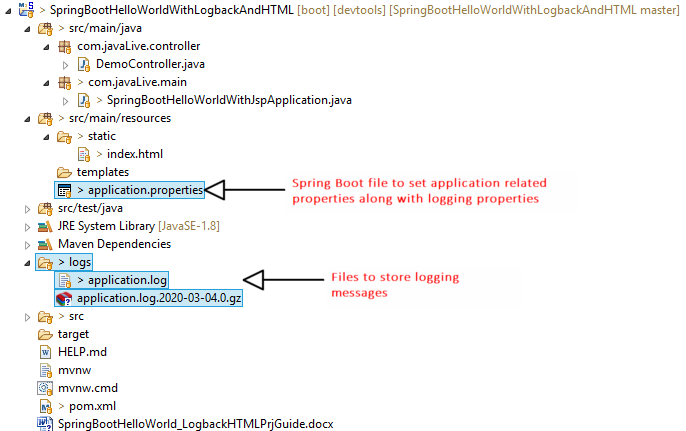 SpringBootHelloWorldWithLogbackAndHTML [boot] [devtools] [SpringBootHelloWorldWithLogbackAndHTML master]
> src/main/java
com.javaLive.controller
DemoController.java
> com.javaLive.main
> SpringBootHelloWorldWithJspApplication.java
> src/main/resources
> static
> index.html
templates
> application.properties
Spring Boot file to set application related
properties along with logging properties
> src/test/java
JRE System Library [JavaSE-1.8]
Maven Dependencies
> logs
> application.log
Files to store logging
messages
application.log.2020-03-04.0.gz
> src
target
HELP.md
mvnw
mvnw.cmd
> pom.xml
SpringBootHelloWorld_LogbackHTMLPrjGuide.docx